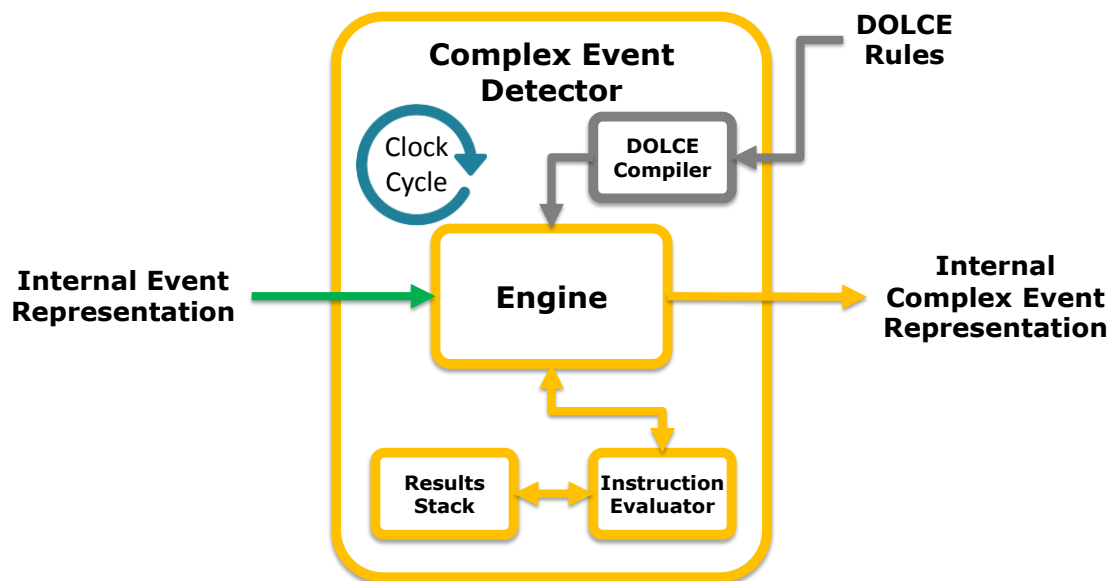 DOLCE
Rules
Complex Event
Detector
Clock
Cycle
DOLCE
Compiler
Internal Event
Representation
Engine
Internal
Complex Event
Representation
Results
Stack
Instruction
Evaluator